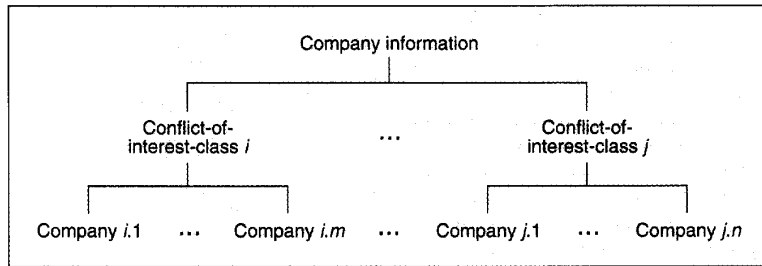 Company information
Conflict-of-
interest-class i
...
Conflict-of-
interest-class j
Company i.1 ... Company i.m ... Company j.1 ... Company j.n